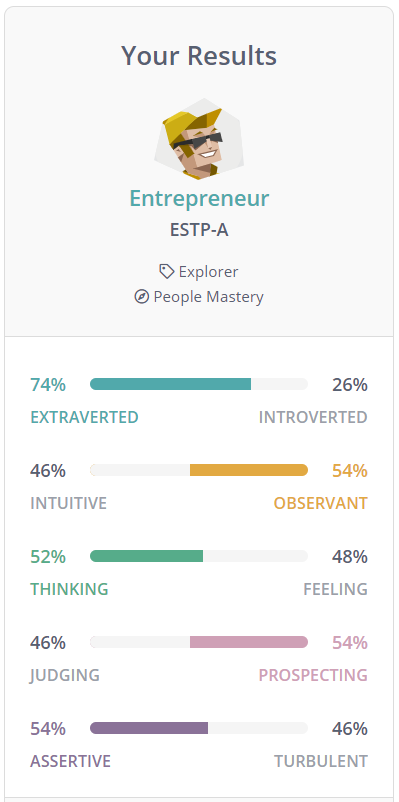 Your Results
Entrepreneur
ESTP-A
Explorer
People Mastery
74% 26%
EXTRAVERTED INTROVERTED
46% 54%
INTUITIVE OBSERVANT
52% 48%
THINKING FEELING
46% 54%
JUDGING PROSPECTING
54% 46%
ASSERTIVE TURBULENT